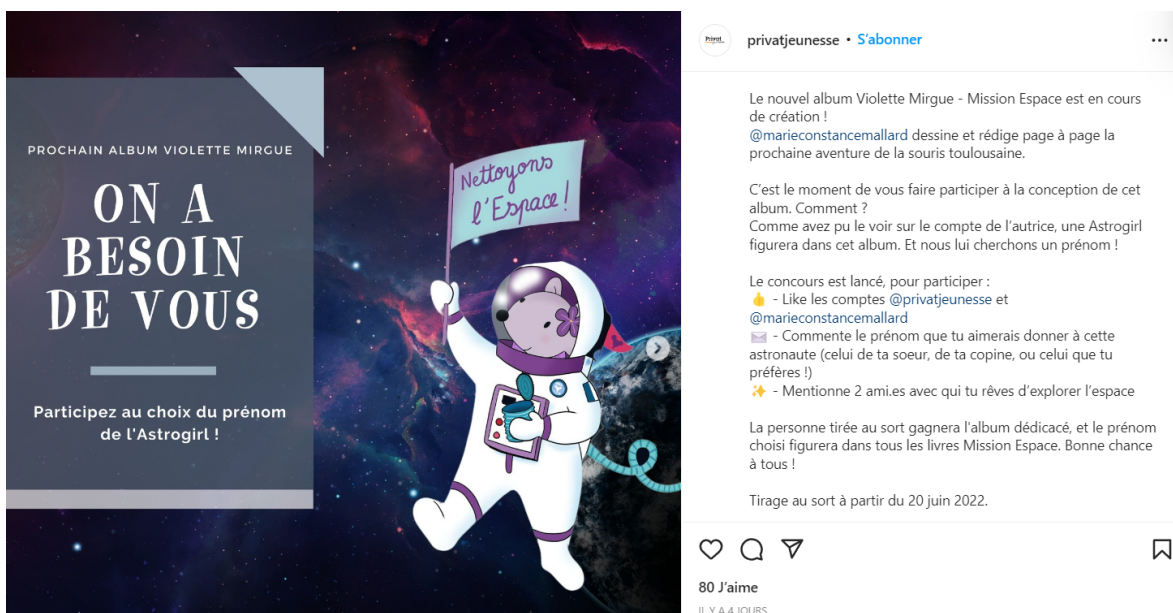 PROCHAIN ALBUM VIOLETTE MIRGUE
ON A
BESOIN
DE VOUS
Participez au choix du prénom
de l'Astrogirl !
Nettoyons
l'Espace !
Privat
privatjeunesse • S'abonner
Le nouvel album Violette Mirgue - Mission Espace est en cours
de création !
@marieconstancemallard dessine et rédige page à page la
prochaine aventure de la souris toulousaine.
C'est le moment de vous faire participer à la conception de cet
album. Comment ?
Comme avez pu le voir sur le compte de l'autrice, une Astrogirl
figurera dans cet album. Et nous lui cherchons un prénom !
Le concours est lancé, pour participer :
👍 - Like les comptes @privatjeunesse et
@marieconstancemallard
✉️ - Commente le prénom que tu aimerais donner à cette
astronaute (celui de ta soeur, de ta copine, ou celui que tu
préfères !)
✨ - Mentionne 2 ami.es avec qui tu rêves d'explorer l'espace
La personne tirée au sort gagnera l'album dédicacé, et le prénom
choisi figurera dans tous les livres Mission Espace. Bonne chance
à tous !
Tirage au sort à partir du 20 juin 2022.
80 J'aime
IL Y A 4 JOURS